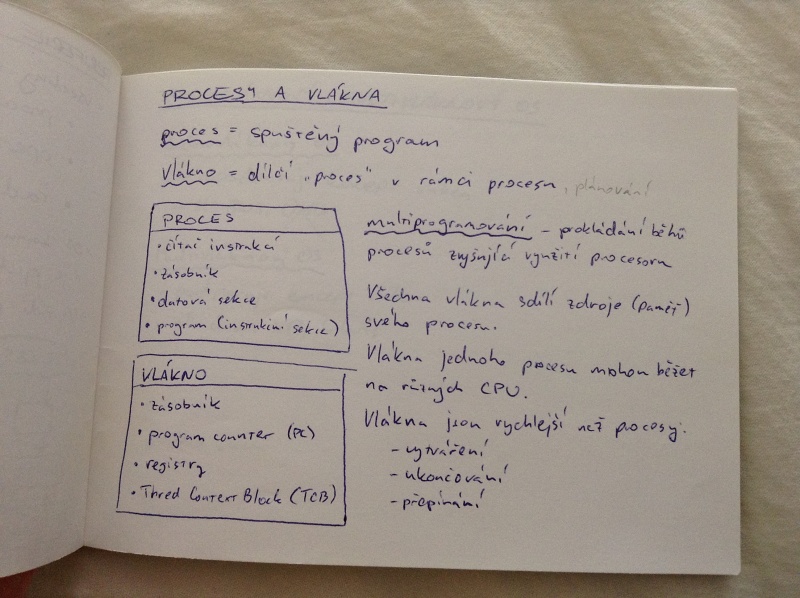 PROCESY A VLÁKNA
proces = spuštěný program
vlákno = dílčí „proces" v rámci procesu, plánování
PROCES
• čítač instrukcí
• zásobník
• datová sekce
• program (instrukční sekce)
VLÁKNO
• zásobník
• program counter (PC)
• registry
• Thred Context Block (TCB)
multiprogramování – prokládání běhů
procesů zvyšující využití procesoru
Všechna vlákna sdílí zdroje (paměť)
svého procesu.
Vlákna jednoho procesu mohou běžet
na různých CPU.
Vlákna jsou rychlejší než procesy:
- vytváření
- ukončování
- přepínání